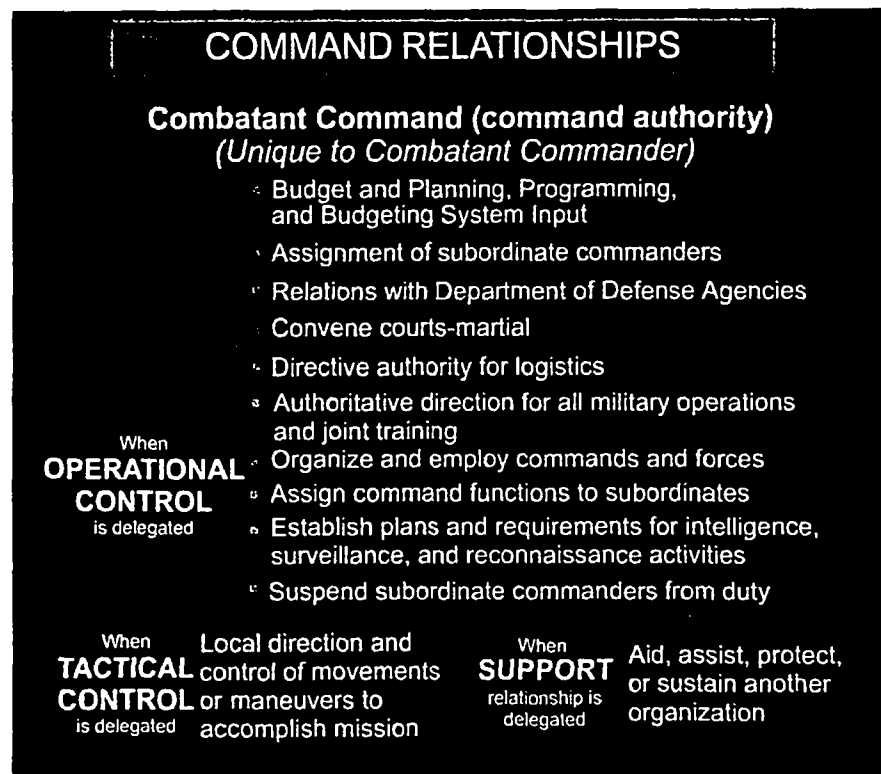 COMMAND RELATIONSHIPS
Combatant Command (command authority)
(Unique to Combatant Commander)
Budget and Planning, Programming,
and Budgeting System Input
Assignment of subordinate commanders
Relations with Department of Defense Agencies
Convene courts-martial
Directive authority for logistics
Authoritative direction for all military operations
and joint training
When
OPERATIONAL
CONTROL
is delegated
Organize and employ commands and forces
Assign command functions to subordinates
Establish plans and requirements for intelligence,
surveillance, and reconnaissance activities
Suspend subordinate commanders from duty
When
TACTICAL
CONTROL
is delegated
Local direction and
control of movements
or maneuvers to
accomplish mission
When
SUPPORT
relationship is
delegated
Aid, assist, protect,
or sustain another
organization